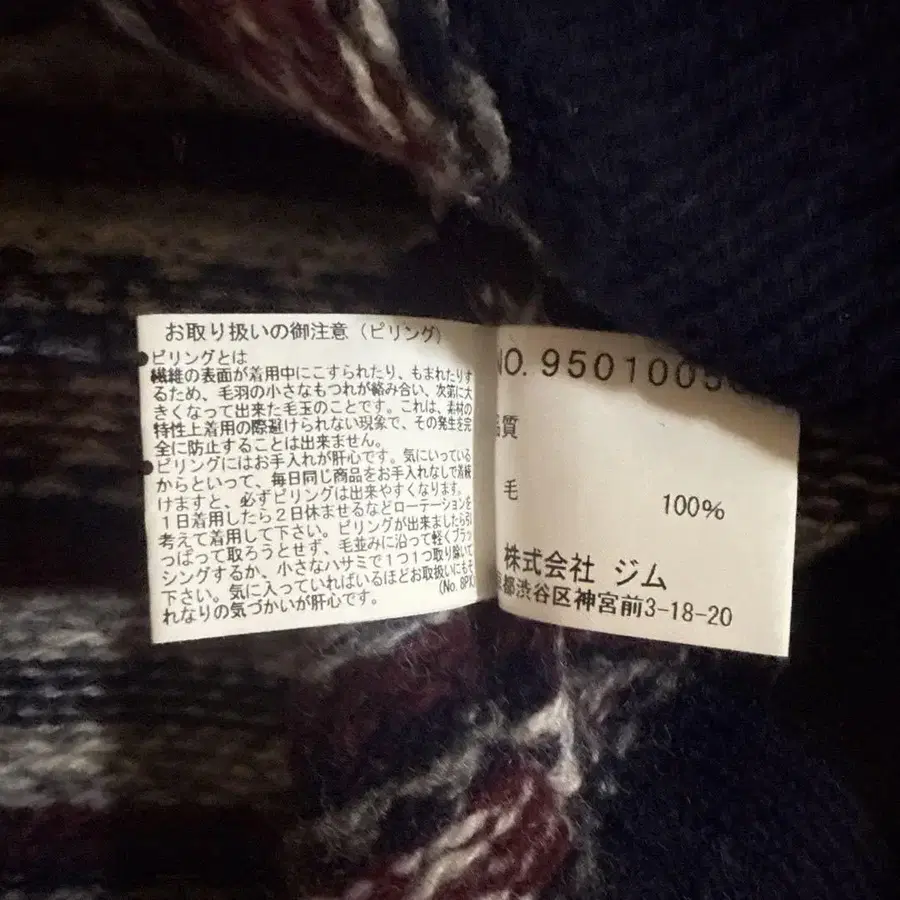 お取り扱いの御注意（ピリング）
●ピリングとは
繊維の表面が着用中にこすられたり、もまれたりす
るため、毛羽の小さなもつれが絡み合い、次第に大
きくなって出来た毛玉のことです。これは、素材の
特性上着用の際避けられない現象で、その発生を完
全に防止することは出来ません。
●ピリングにはお手入れが肝心です。気にいっている
からといって、毎日同じ商品をお手入れなしで着続
けますと、必ずピリングは出来やすくなります。
1日着用したら2日休ませるなどローテーションを
考えて着用して下さい。ピリングが出来ましたら引
っぱって取ろうとせず、毛並みに沿って軽くブラッ
シングするか、小さなハサミで1つ1つ取り除いて
下さい。気に入っていればいるほどお取扱いにもそ
れなりの気づかいが肝心です。
(No. 8PX)
NO. 9501005
質
毛 100%
株式会社 ジム
都渋谷区神宮前3-18-20